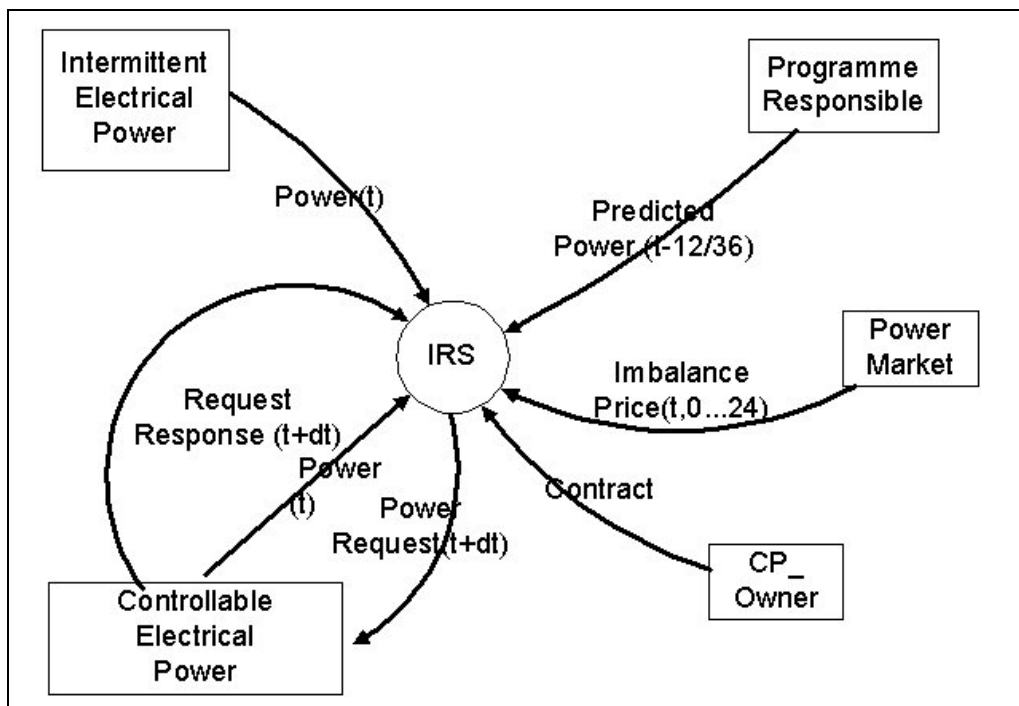 Intermittent
Electrical
Power
Programme
Responsible
Power(t)
Predicted
Power (t-12/36)
IRS
Power
Market
Imbalance
Price(t,0...24)
Request
Response (t+dt)
Power
(t)
Power
Request(t+dt)
Contract
CP_
Owner
Controllable
Electrical
Power